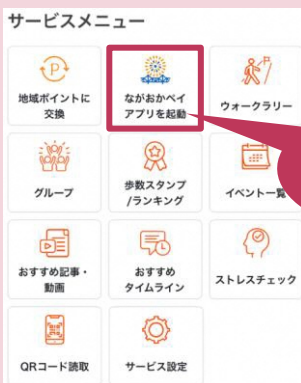 サービスメニュー
地域ポイントに
交換
ながおかペイ
アプリを起動
ウォークラリー
グループ
歩数スタンプ
/ランキング
イベント一覧
おすすめ記事・
動画
おすすめ
タイムライン
ストレスチェック
QRコード読取
サービス設定